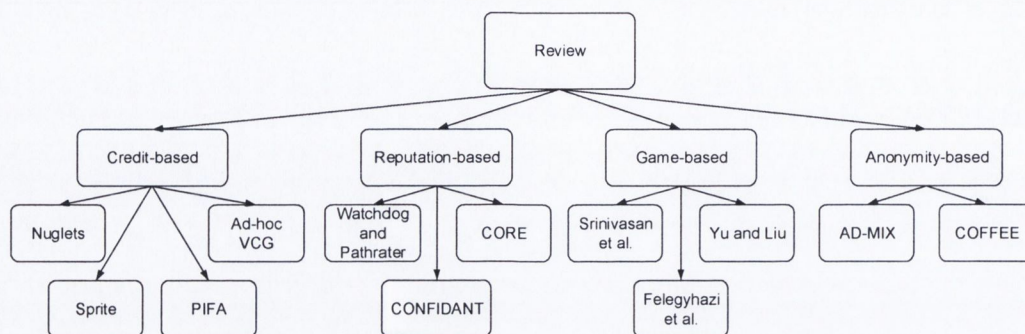 Review
Credit-based
Reputation-based
Game-based
Anonymity-based
Nuglets
Ad-hoc
VCG
Watchdog
and
Pathrater
CORE
Srinivasan
et al.
Yu and Liu
AD-MIX
COFFEE
Sprite
PIFA
CONFIDANT
Felegyhazi
et al.